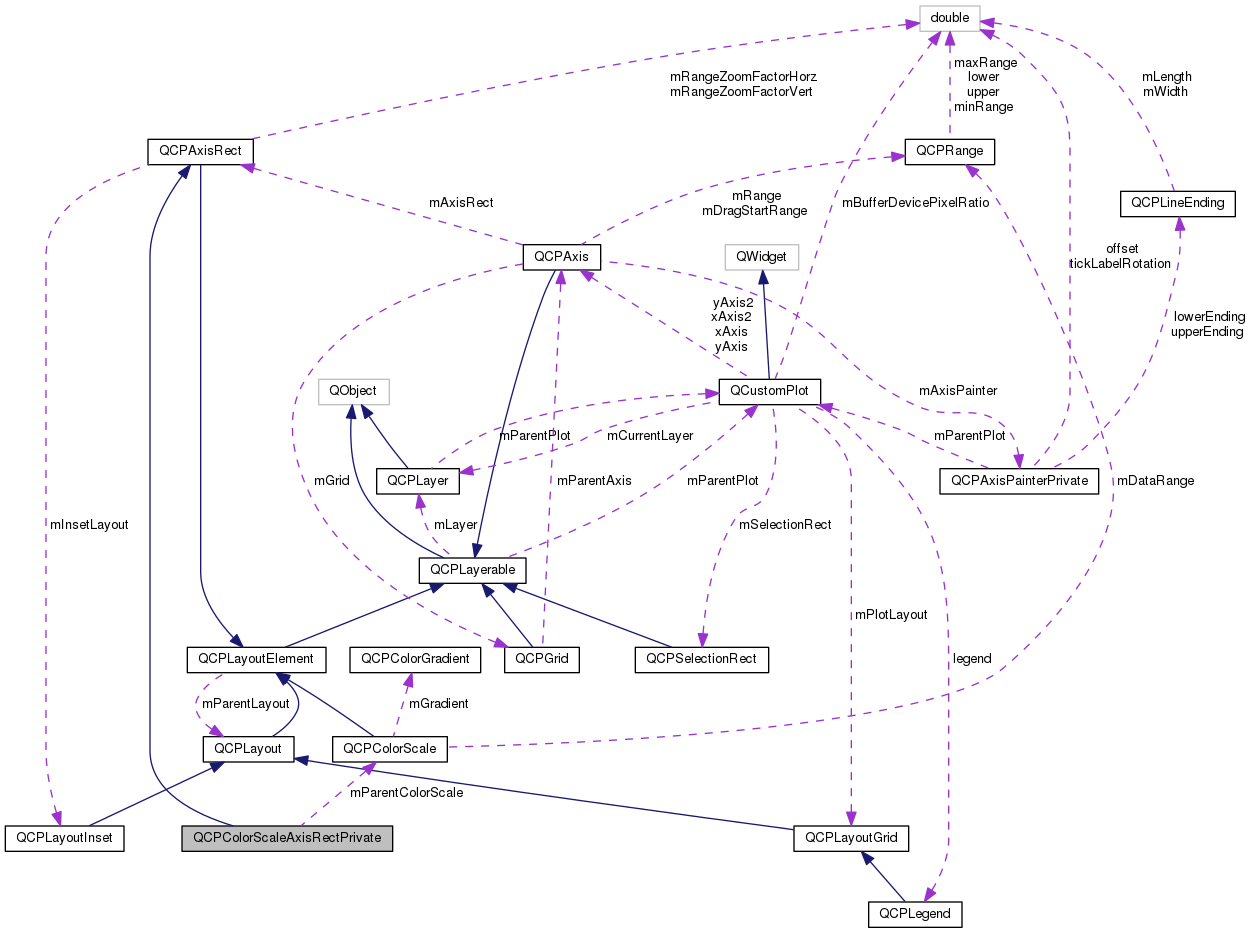 double
mRangeZoomFactorHorz
mRangeZoomFactorVert
maxRange
lower
upper
minRange
mLength
mWidth
QCPAxisRect
QCPRange
mAxisRect
mRange
mDragStartRange
mBufferDevicePixelRatio
QCPLineEnding
QCPAxis
QWidget
offset
tickLabelRotation
yAxis2
xAxis2
xAxis
yAxis
lowerEnding
upperEnding
QObject
QCustomPlot
mAxisPainter
mParentPlot
mCurrentLayer
mParentPlot
mGrid
QCPLayer
mParentAxis
mParentPlot
QCPAxisPainterPrivate
mDataRange
mInsetLayout
mLayer
mSelectionRect
QCPLayerable
mPlotLayout
QCPLayoutElement
QCPColorGradient
QCPGrid
QCPSelectionRect
legend
mParentLayout
mGradient
QCPLayout
QCPColorScale
mParentColorScale
QCPLayoutInset
QCPColorScaleAxisRectPrivate
QCPLayoutGrid
QCPLegend